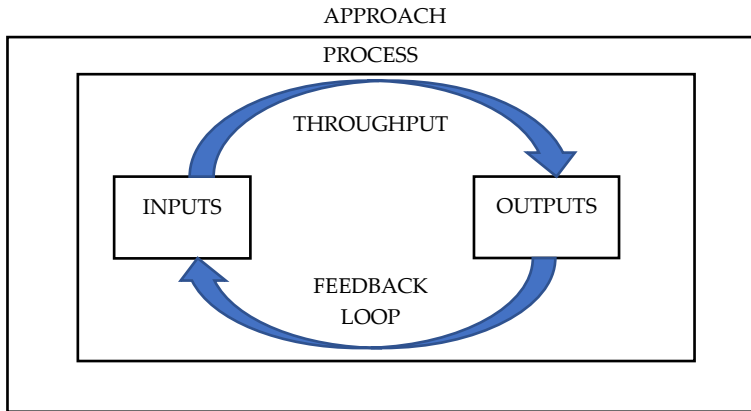 APPROACH
PROCESS
THROUGHPUT
INPUTS
OUTPUTS
FEEDBACK
LOOP